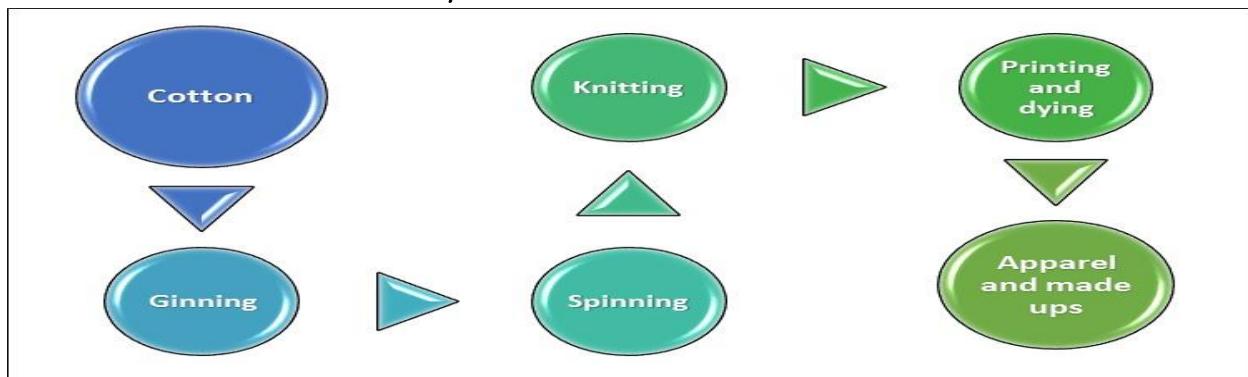 Cotton
Ginning
Spinning
Knitting
Printing
and
dying
Apparel
and made
ups